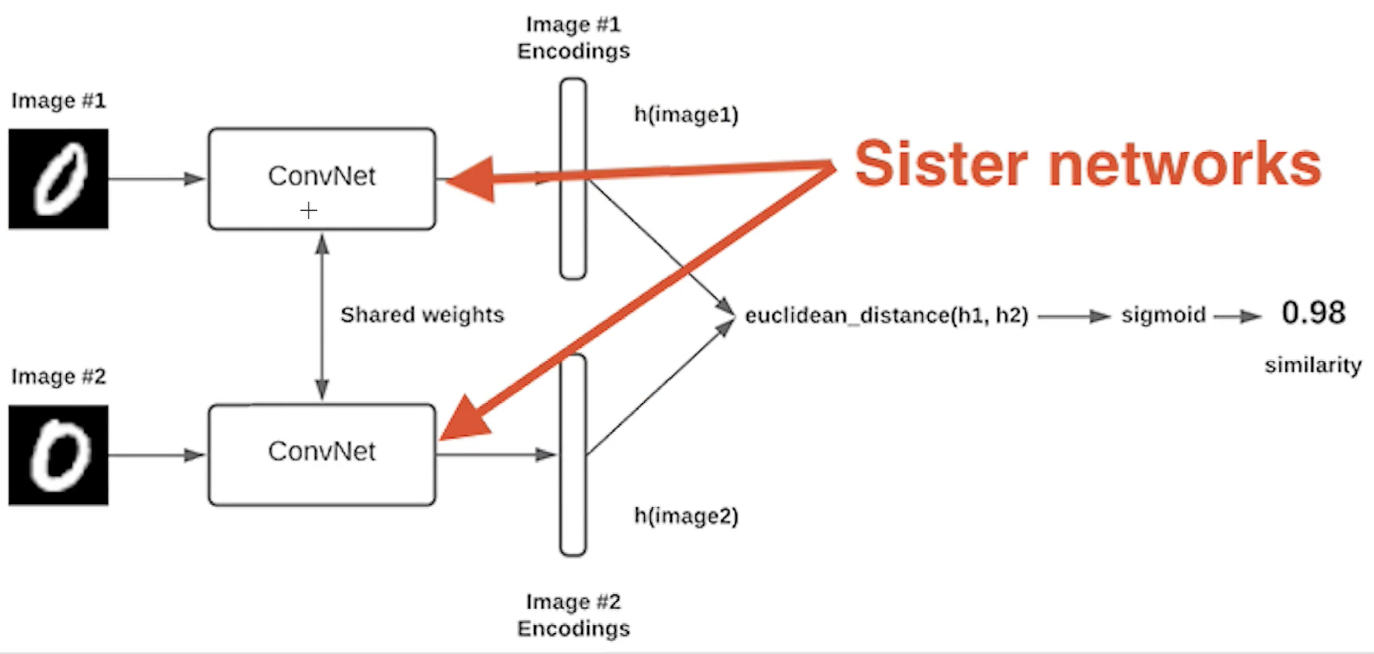 Image #1
Encodings
Image #1
h(image1)
ConvNet
Sister networks
Shared weights
euclidean_distance(h1, h2)
sigmoid
0.98
similarity
Image #2
ConvNet
h(image2)
Image #2
Encodings